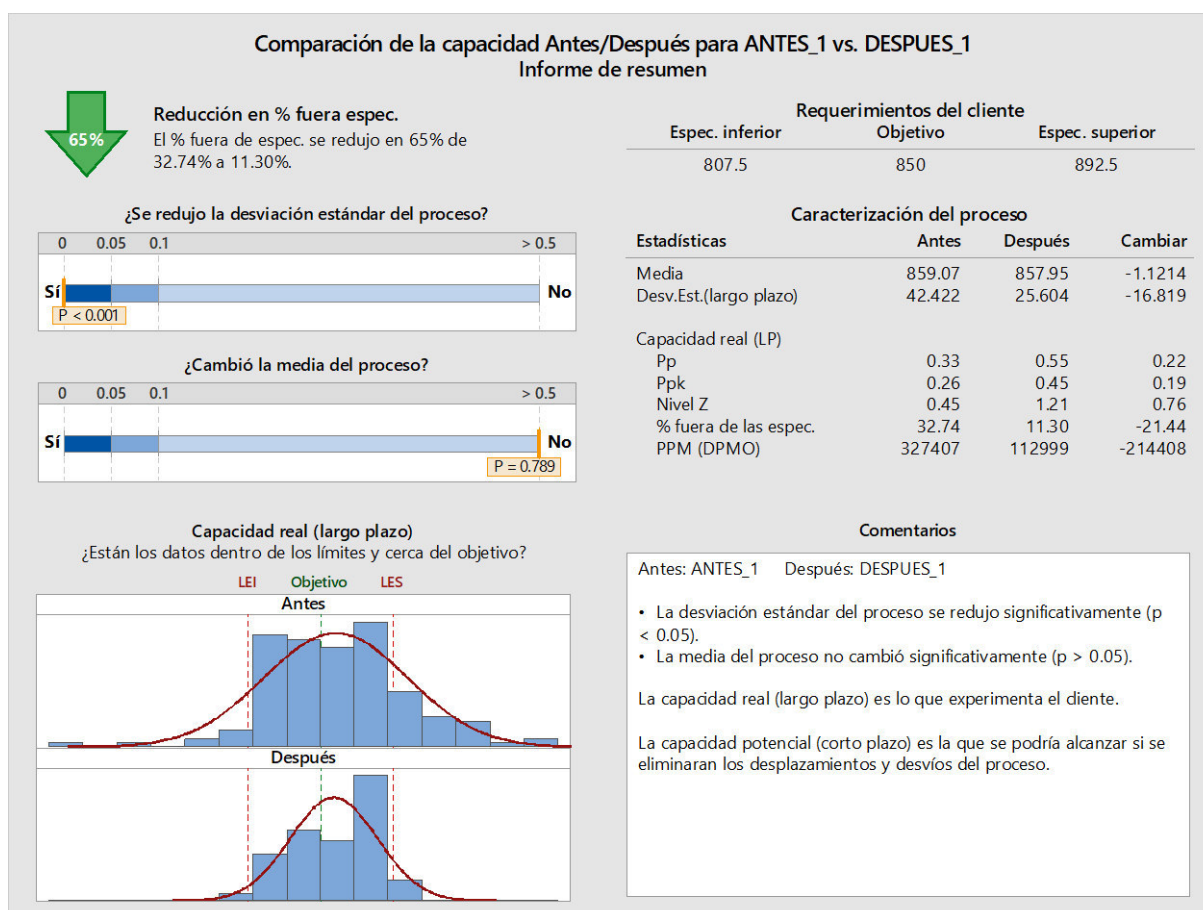 Comparación de la capacidad Antes/Después para ANTES_1 vs. DESPUES_1
Informe de resumen
65%
Reducción en % fuera espec.
El % fuera de espec. se redujo en 65% de
32.74% a 11.30%.
Requerimientos del cliente
Espec. inferior Objetivo Espec. superior
807.5 850 892.5
¿Se redujo la desviación estándar del proceso?
0 0.05 0.1 > 0.5
Sí No
P < 0.001
¿Cambió la media del proceso?
0 0.05 0.1 > 0.5
Sí No
P = 0.789
Caracterización del proceso
Estadísticas Antes Después Cambiar
Media 859.07 857.95 -1.1214
Desv.Est.(largo plazo) 42.422 25.604 -16.819
Capacidad real (LP)
Pp 0.33 0.55 0.22
Ppk 0.26 0.45 0.19
Nivel Z 0.45 1.21 0.76
% fuera de las espec. 32.74 11.30 -21.44
PPM (DPMO) 327407 112999 -214408
Capacidad real (largo plazo)
¿Están los datos dentro de los límites y cerca del objetivo?
LEI Objetivo LES
Antes
Después
Comentarios
Antes: ANTES_1 Después: DESPUES_1
• La desviación estándar del proceso se redujo significativamente (p
< 0.05).
• La media del proceso no cambió significativamente (p > 0.05).
La capacidad real (largo plazo) es lo que experimenta el cliente.
La capacidad potencial (corto plazo) es la que se podría alcanzar si se
eliminaran los desplazamientos y desvíos del proceso.